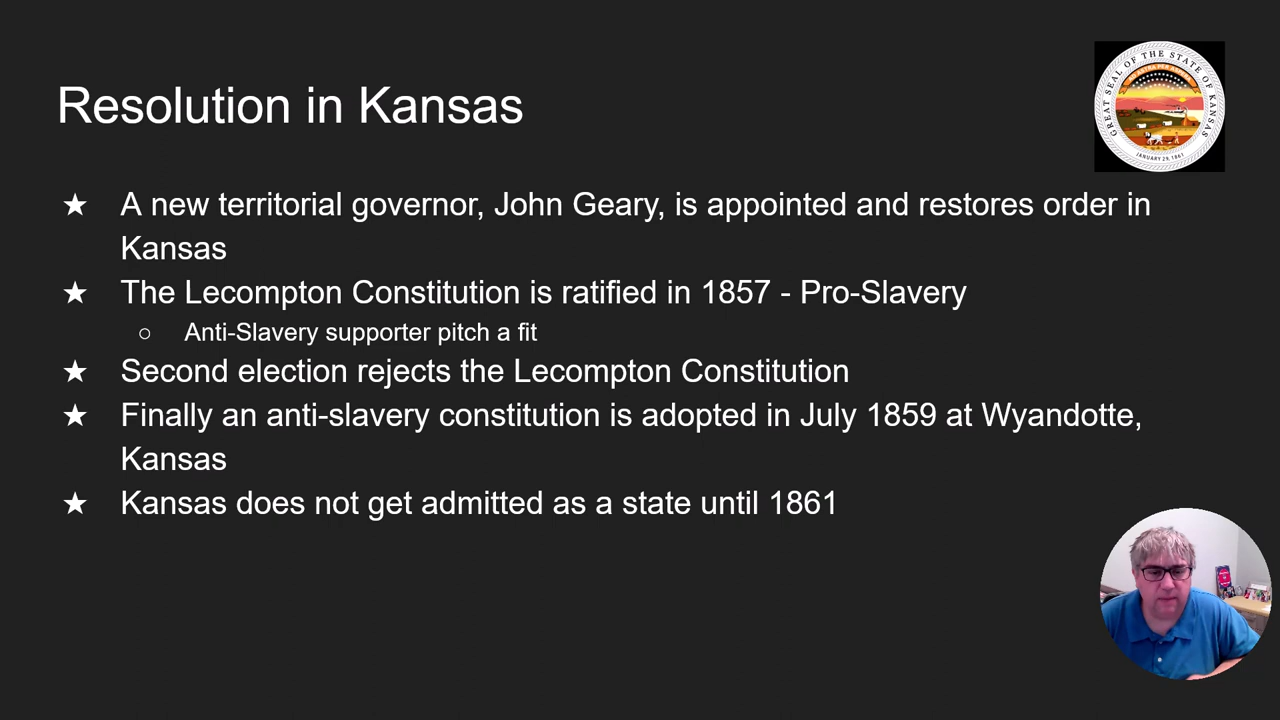 Resolution in Kansas
GREAT SEAL OF THE STATE OF KANSAS
JANUARY 29, 1861
★ A new territorial governor, John Geary, is appointed and restores order in
Kansas
★ The Lecompton Constitution is ratified in 1857 - Pro-Slavery
○ Anti-Slavery supporter pitch a fit
★ Second election rejects the Lecompton Constitution
★ Finally an anti-slavery constitution is adopted in July 1859 at Wyandotte,
Kansas
★ Kansas does not get admitted as a state until 1861